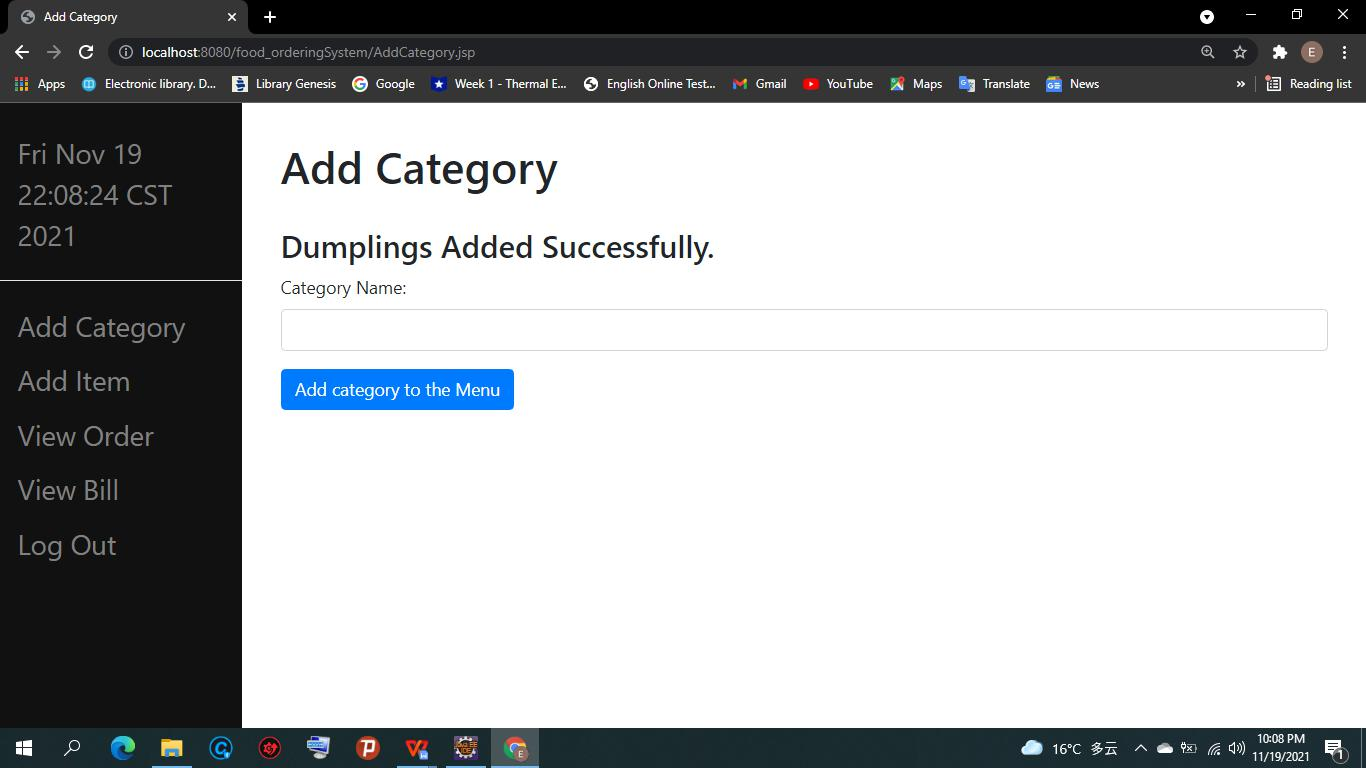 Add Category
localhost:8080/food_orderingSystem/AddCategory.jsp
E
Apps
Electronic library. D...
Library Genesis
Google
Week 1 - Thermal E...
English Online Test...
Gmail
YouTube
Maps
Translate
News
»
Reading list
Fri Nov 19
22:08:24 CST
2021
Add Category
Add Item
View Order
View Bill
Log Out
Add Category
Dumplings Added Successfully.
Category Name:
Add category to the Menu
16°C 多云
10:08 PM
11/19/2021
1